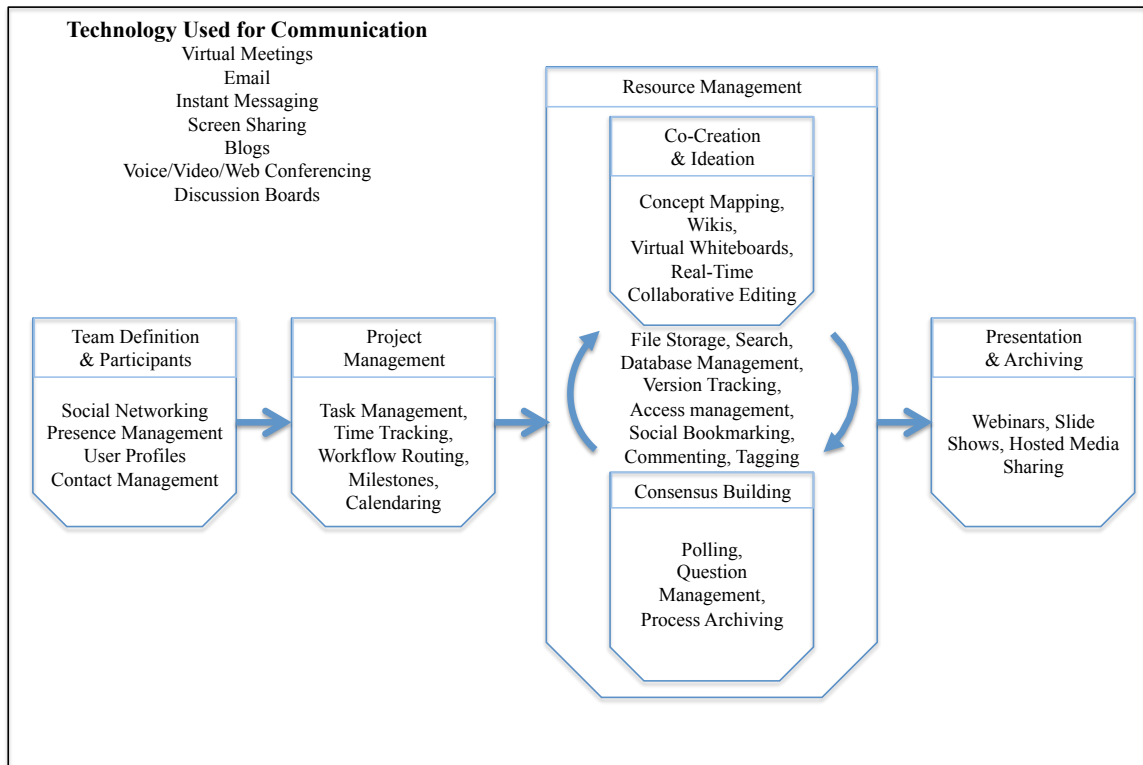 Technology Used for Communication
Virtual Meetings
Email
Instant Messaging
Screen Sharing
Blogs
Voice/Video/Web Conferencing
Discussion Boards
Team Definition
& Participants
Social Networking
Presence Management
User Profiles
Contact Management
Project
Management
Task Management,
Time Tracking,
Workflow Routing,
Milestones,
Calendaring
Resource Management
Co-Creation
& Ideation
Concept Mapping,
Wikis,
Virtual Whiteboards,
Real-Time
Collaborative Editing
File Storage, Search,
Database Management,
Version Tracking,
Access management,
Social Bookmarking,
Commenting, Tagging
Consensus Building
Polling,
Question
Management,
Process Archiving
Presentation
& Archiving
Webinars, Slide
Shows, Hosted Media
Sharing